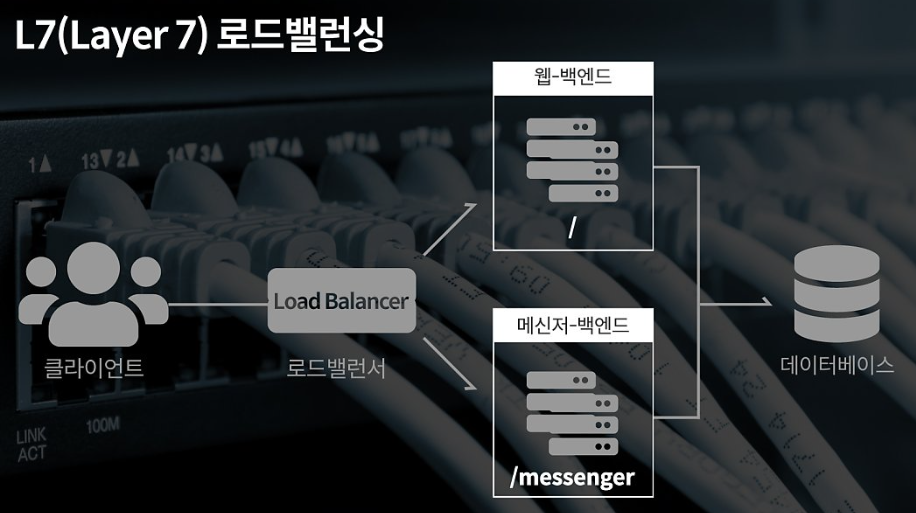 L7(Layer 7) 로드밸런싱
웹-백엔드
/
클라이언트
Load Balancer
로드밸런서
메신저-백엔드
/messenger
데이터베이스
1▲ 13▼2▲ 14▼3▲ 15▼4▲
15:60
LINK
ACT
100M